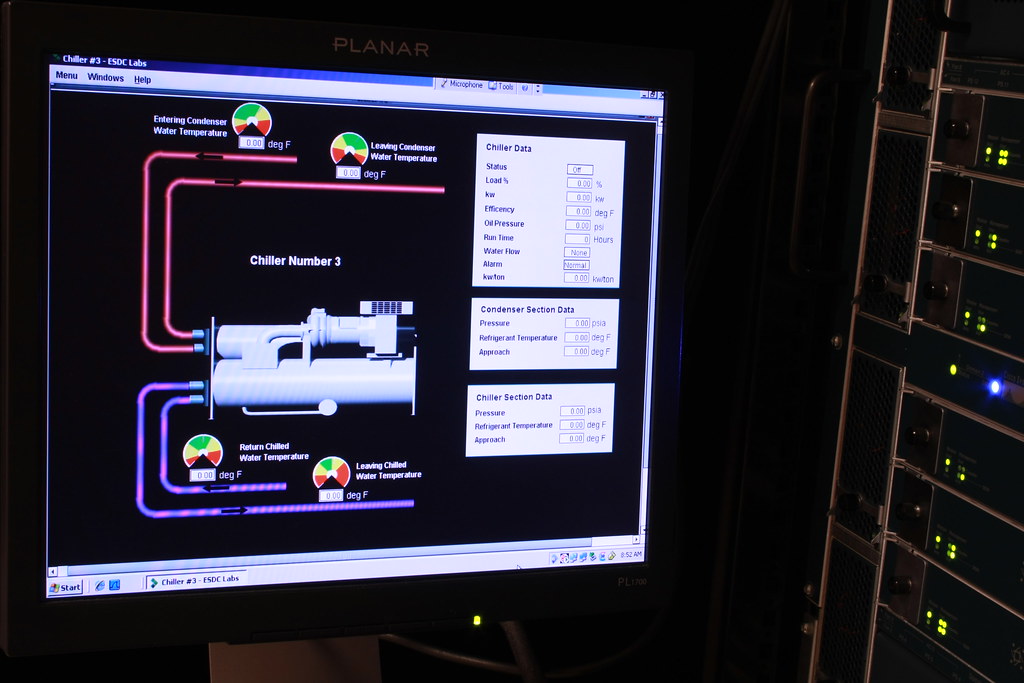 PLANAR
Chiller #3 - ESDC Labs
Menu Windows Help
Microphone Tools
Entering Condenser
Water Temperature
0.00 deg F
Leaving Condenser
Water Temperature
0.00 deg F
Chiller Number 3
Chiller Data
Status Off
Load % 0.00 %
kw 0.00 kw
Efficency 0.00 deg F
Oil Pressure 0.00 psi
Run Time 0 Hours
Water Flow None
Alarm Normal
kw/ton 0.00 kw/ton
Condenser Section Data
Pressure 0.00 psia
Refrigerant Temperature 0.00 deg F
Approach 0.00 deg F
Chiller Section Data
Pressure 0.00 psia
Refrigerant Temperature 0.00 deg F
Approach 0.00 deg F
Return Chilled
Water Temperature
0.00 deg F
Leaving Chilled
Water Temperature
0.00 deg F
Start Chiller #3 - ESDC Labs 8:52 AM
PL1700